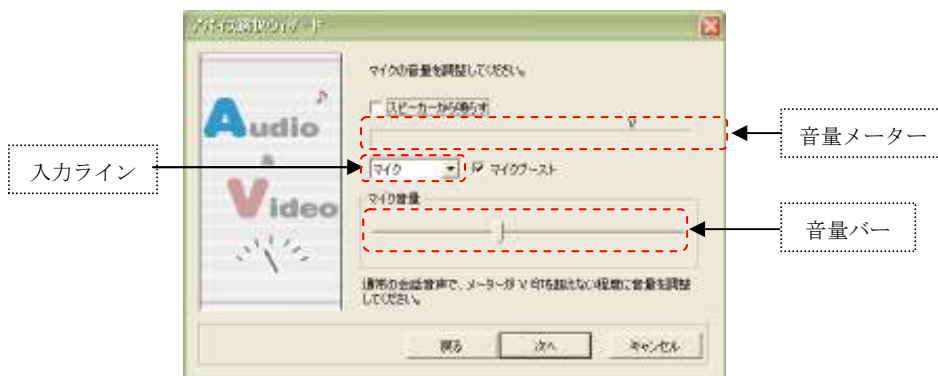 デバイス選択ウィザード
マイクの音量を調整してください。
スピーカーから鳴らす
V
音量メーター
入力ライン
マイク
マイクブースト
マイク音量
音量バー
通常の会話音声で、メーターが V 印を超えない程度に音量を調整
してください。
Audio
&
Video
戻る
次へ
キャンセル